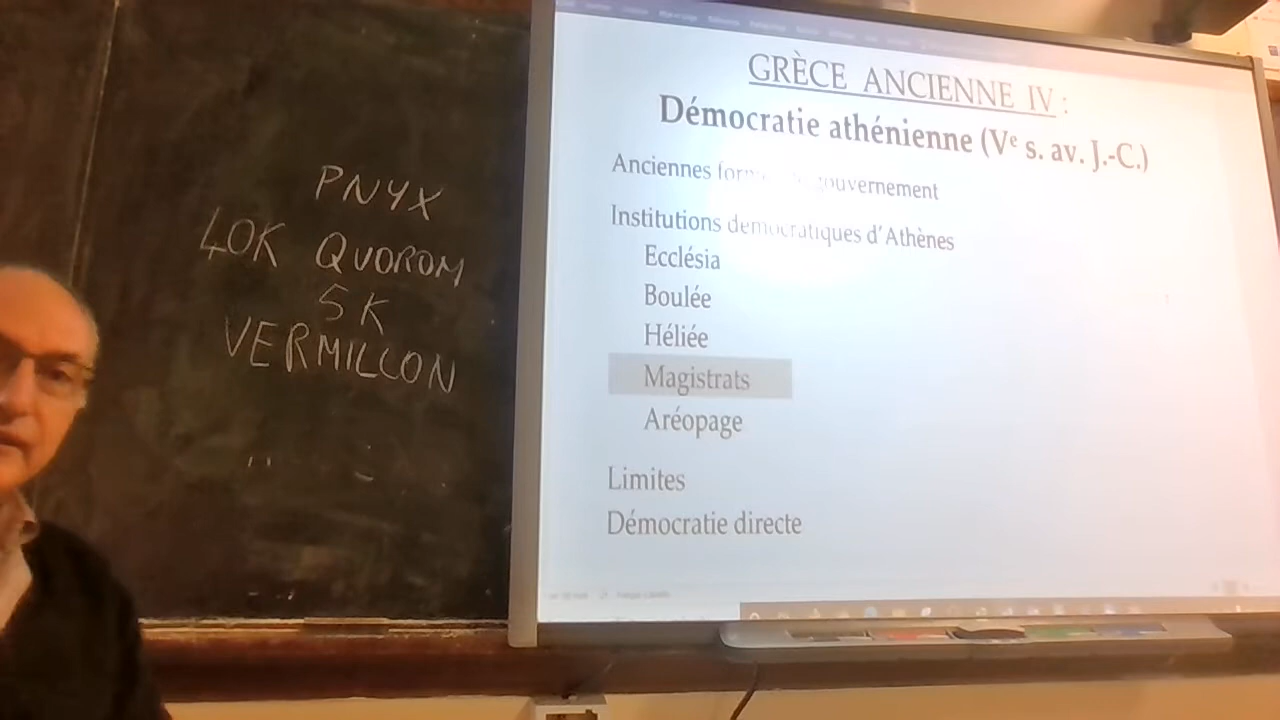 PNYX
40K QUOROM
5K
VERMILLON
GRÈCE ANCIENNE IV :
Démocratie athénienne (Ve s. av. J.-C.)
Anciennes formes de gouvernement
Institutions démocratiques d'Athènes
Ecclésia
Boulée
Héliée
Magistrats
Aréopage
Limites
Démocratie directe